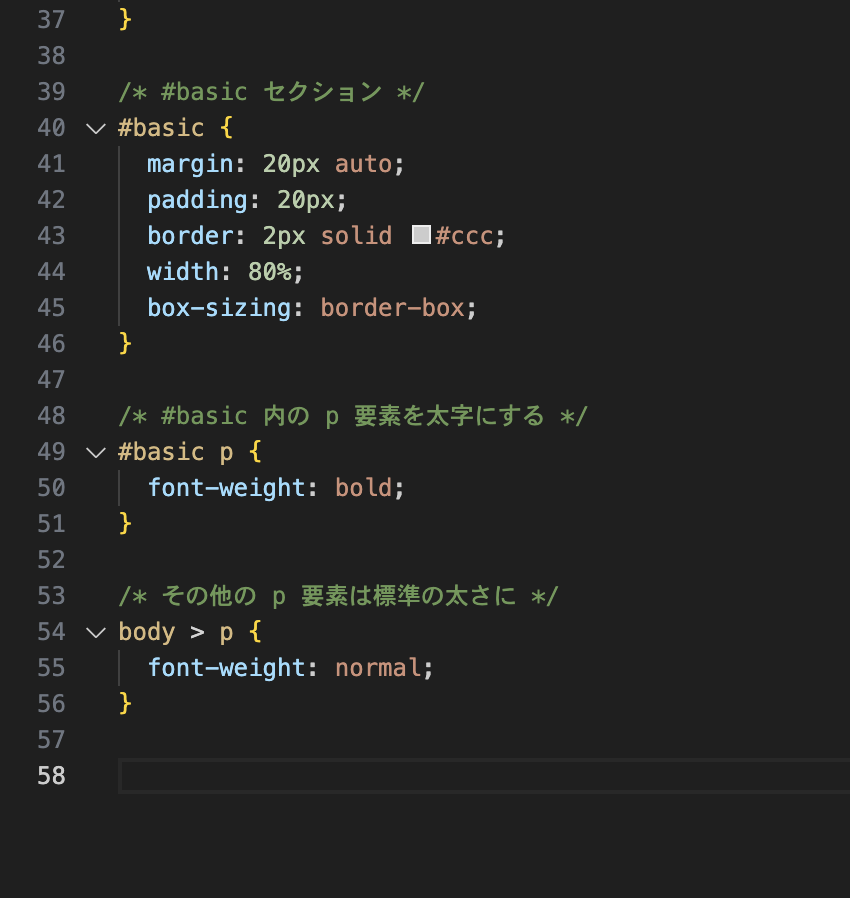 37 }
38
39 /* #basic セクション */
40 #basic {
41 margin: 20px auto;
42 padding: 20px;
43 border: 2px solid #ccc;
44 width: 80%;
45 box-sizing: border-box;
46 }
47
48 /* #basic 内の p 要素を太字にする */
49 #basic p {
50 font-weight: bold;
51 }
52
53 /* その他の p 要素は標準の太さに */
54 body > p {
55 font-weight: normal;
56 }
57
58